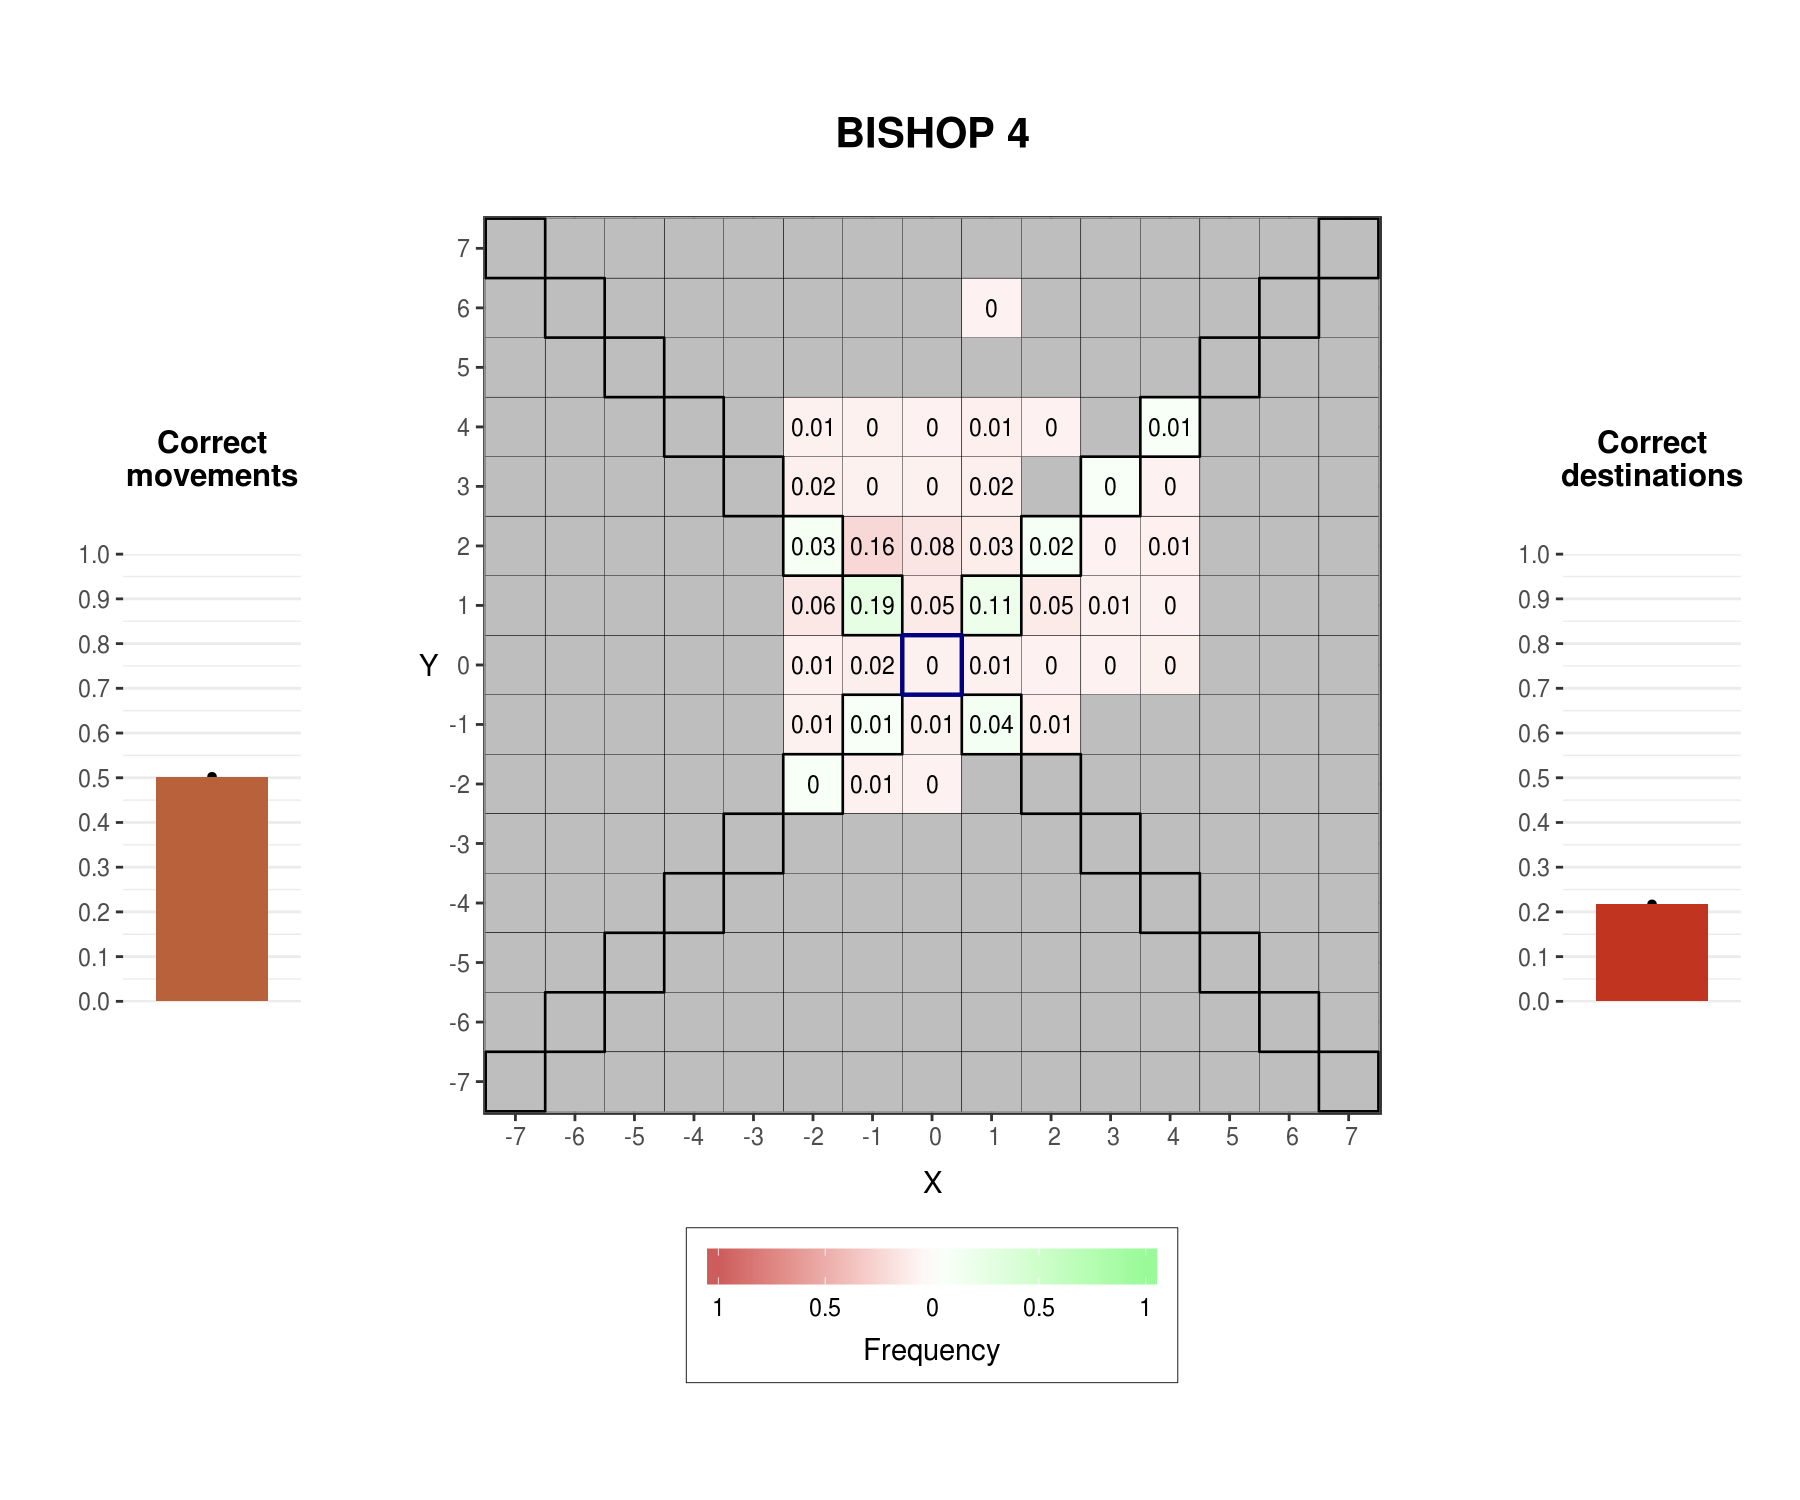 BISHOP 4
Correct
movements
1.0
0.9
0.8
0.7
0.6
0.5
0.4
0.3
0.2
0.1
0.0
Y
7
6
5
4
3
2
1
0
-1
-2
-3
-4
-5
-6
-7
0
0.01 0 0 0.01 0 0.01
0.02 0 0 0.02 0 0
0.03 0.16 0.08 0.03 0.02 0 0.01
0.06 0.19 0.05 0.11 0.05 0.01 0
0.01 0.02 0 0.01 0 0 0
0.01 0.01 0.01 0.04 0.01
0 0.01 0
-7 -6 -5 -4 -3 -2 -1 0 1 2 3 4 5 6 7
X
1 0.5 0 0.5 1
Frequency
Correct
destinations
1.0
0.9
0.8
0.7
0.6
0.5
0.4
0.3
0.2
0.1
0.0